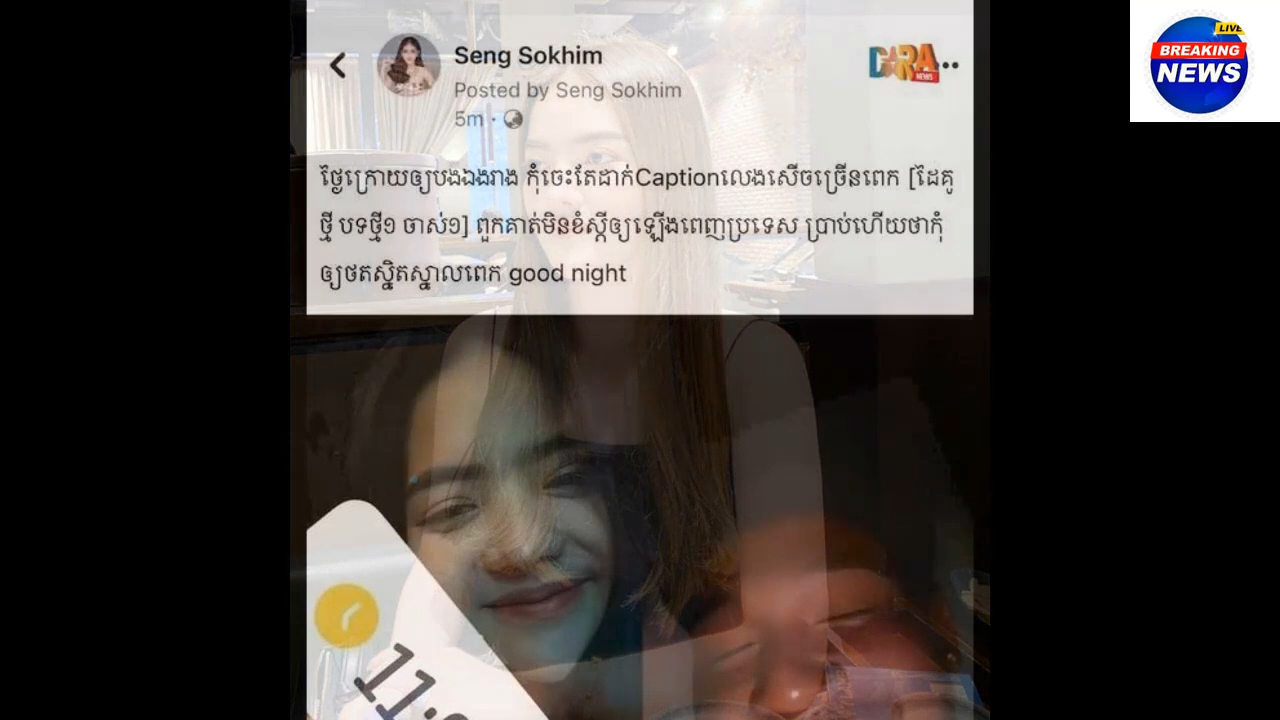 LIVE
BREAKING
NEWS
Seng Sokhim
DARA
NEWS
Posted by Seng Sokhim
5m ·
ថ្ងៃក្រោយឲ្យបងឯងរាង កុំចេះតែដាក់Captionលេងសើចច្រើនពេក [ដៃគូ
ថ្មី បទថ្មី១ ចាស់១] ពួកគាត់មិនខំស្ដីឲ្យឡើងពេញប្រទេស ប្រាប់ហើយថាកុំ
ឲ្យថតស្និតស្នាលពេក good night